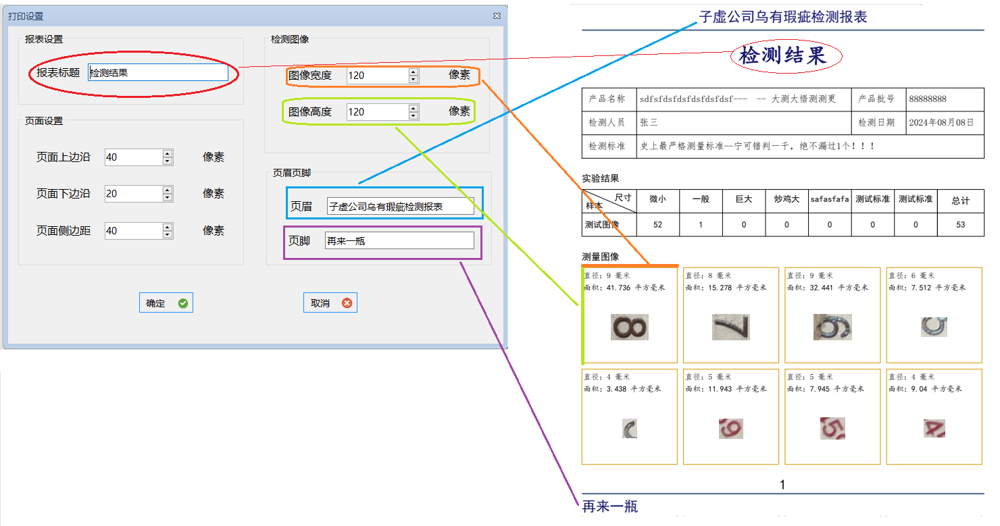 打印设置
报表设置
报表标题 检测结果
页面设置
页面上边沿 40 像素
页面下边沿 20 像素
页面侧边距 40 像素
检测图像
图像宽度 120 像素
图像高度 120 像素
页眉页脚
页眉 子虚公司乌有瑕疵检测报表
页脚 再来一瓶
确定 取消
子虚公司乌有瑕疵检测报表
检测结果
产品名称 sdfsfdsfdsfdsfdsfdsf--- -- 大测大悟测测更 产品批号 88888888
检测人员 张三 检测日期 2024年08月08日
检测标准 史上最严格测量标准--宁可错判一千，绝不漏过1个！！！
实验结果
尺寸 样本 微小 一般 巨大 炒鸡大 safasfafa 测试标准 测试标准 总计
测试图像 52 1 0 0 0 0 0 53
测量图像
直径：9 毫米 直径：8 毫米 直径：9 毫米 直径：6 毫米
面积：41.736 平方毫米 面积：15.278 平方毫米 面积：32.441 平方毫米 面积：7.512 平方毫米
8 7 9
直径：4 毫米 直径：5 毫米 直径：5 毫米 直径：4 毫米
面积：3.438 平方毫米 面积：11.943 平方毫米 面积：7.945 平方毫米 面积：9.04 平方毫米
9 5 4
1
再来一瓶